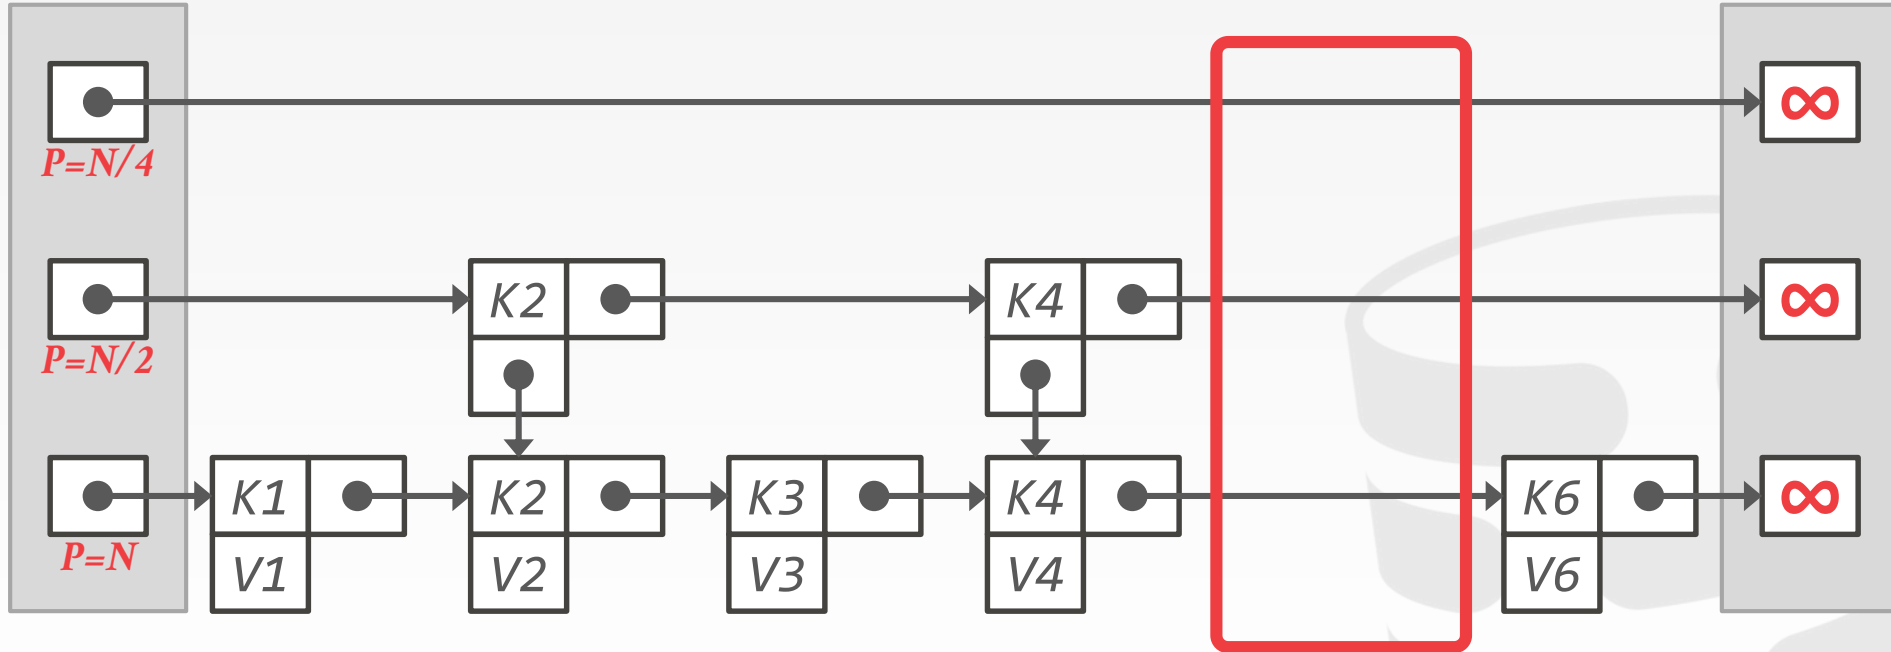 ∞
P=N/4
K2 K4 ∞
P=N/2
K1 K2 K3 K4 K6 ∞
P=N
V1 V2 V3 V4 V6